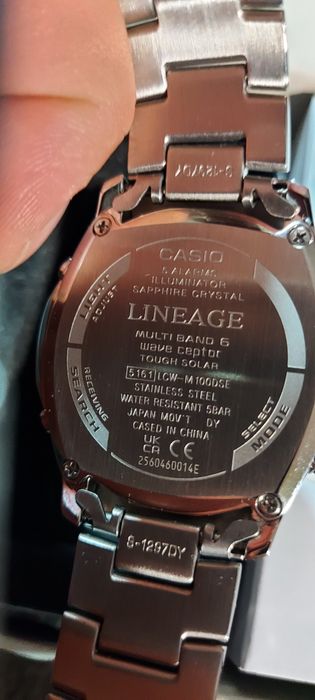 S-1297DY
CASIO
5 ALARMS
ILLUMINATOR
SAPPHIRE CRYSTAL
LINEAGE
MULTI BAND 6
wave ceptor
TOUGH SOLAR
5161 LCW-M100DSE
STAINLESS STEEL
WATER RESISTANT 5BAR
JAPAN MOV'T DY
CASED IN CHINA
UK
CA CE
2560460014E
LIGHT
ADJUST
RECEIVING
SEARCH
SELECT
MODE
S-1297DY